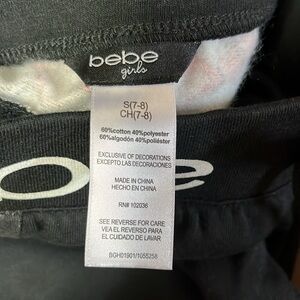 bebe
girls
S(7-8)
CH(7-8)
60%cotton 40%polyester
60%algodón 40%poliéster
EXCLUSIVE OF DECORATIONS
EXCEPTO LAS DECORACIONES
MADE IN CHINA
HECHO EN CHINA
RN# 102036
SEE REVERSE FOR CARE
VEA EL REVERSO PARA
EL CUIDADO DE LAVAR
BGH01901/1055258